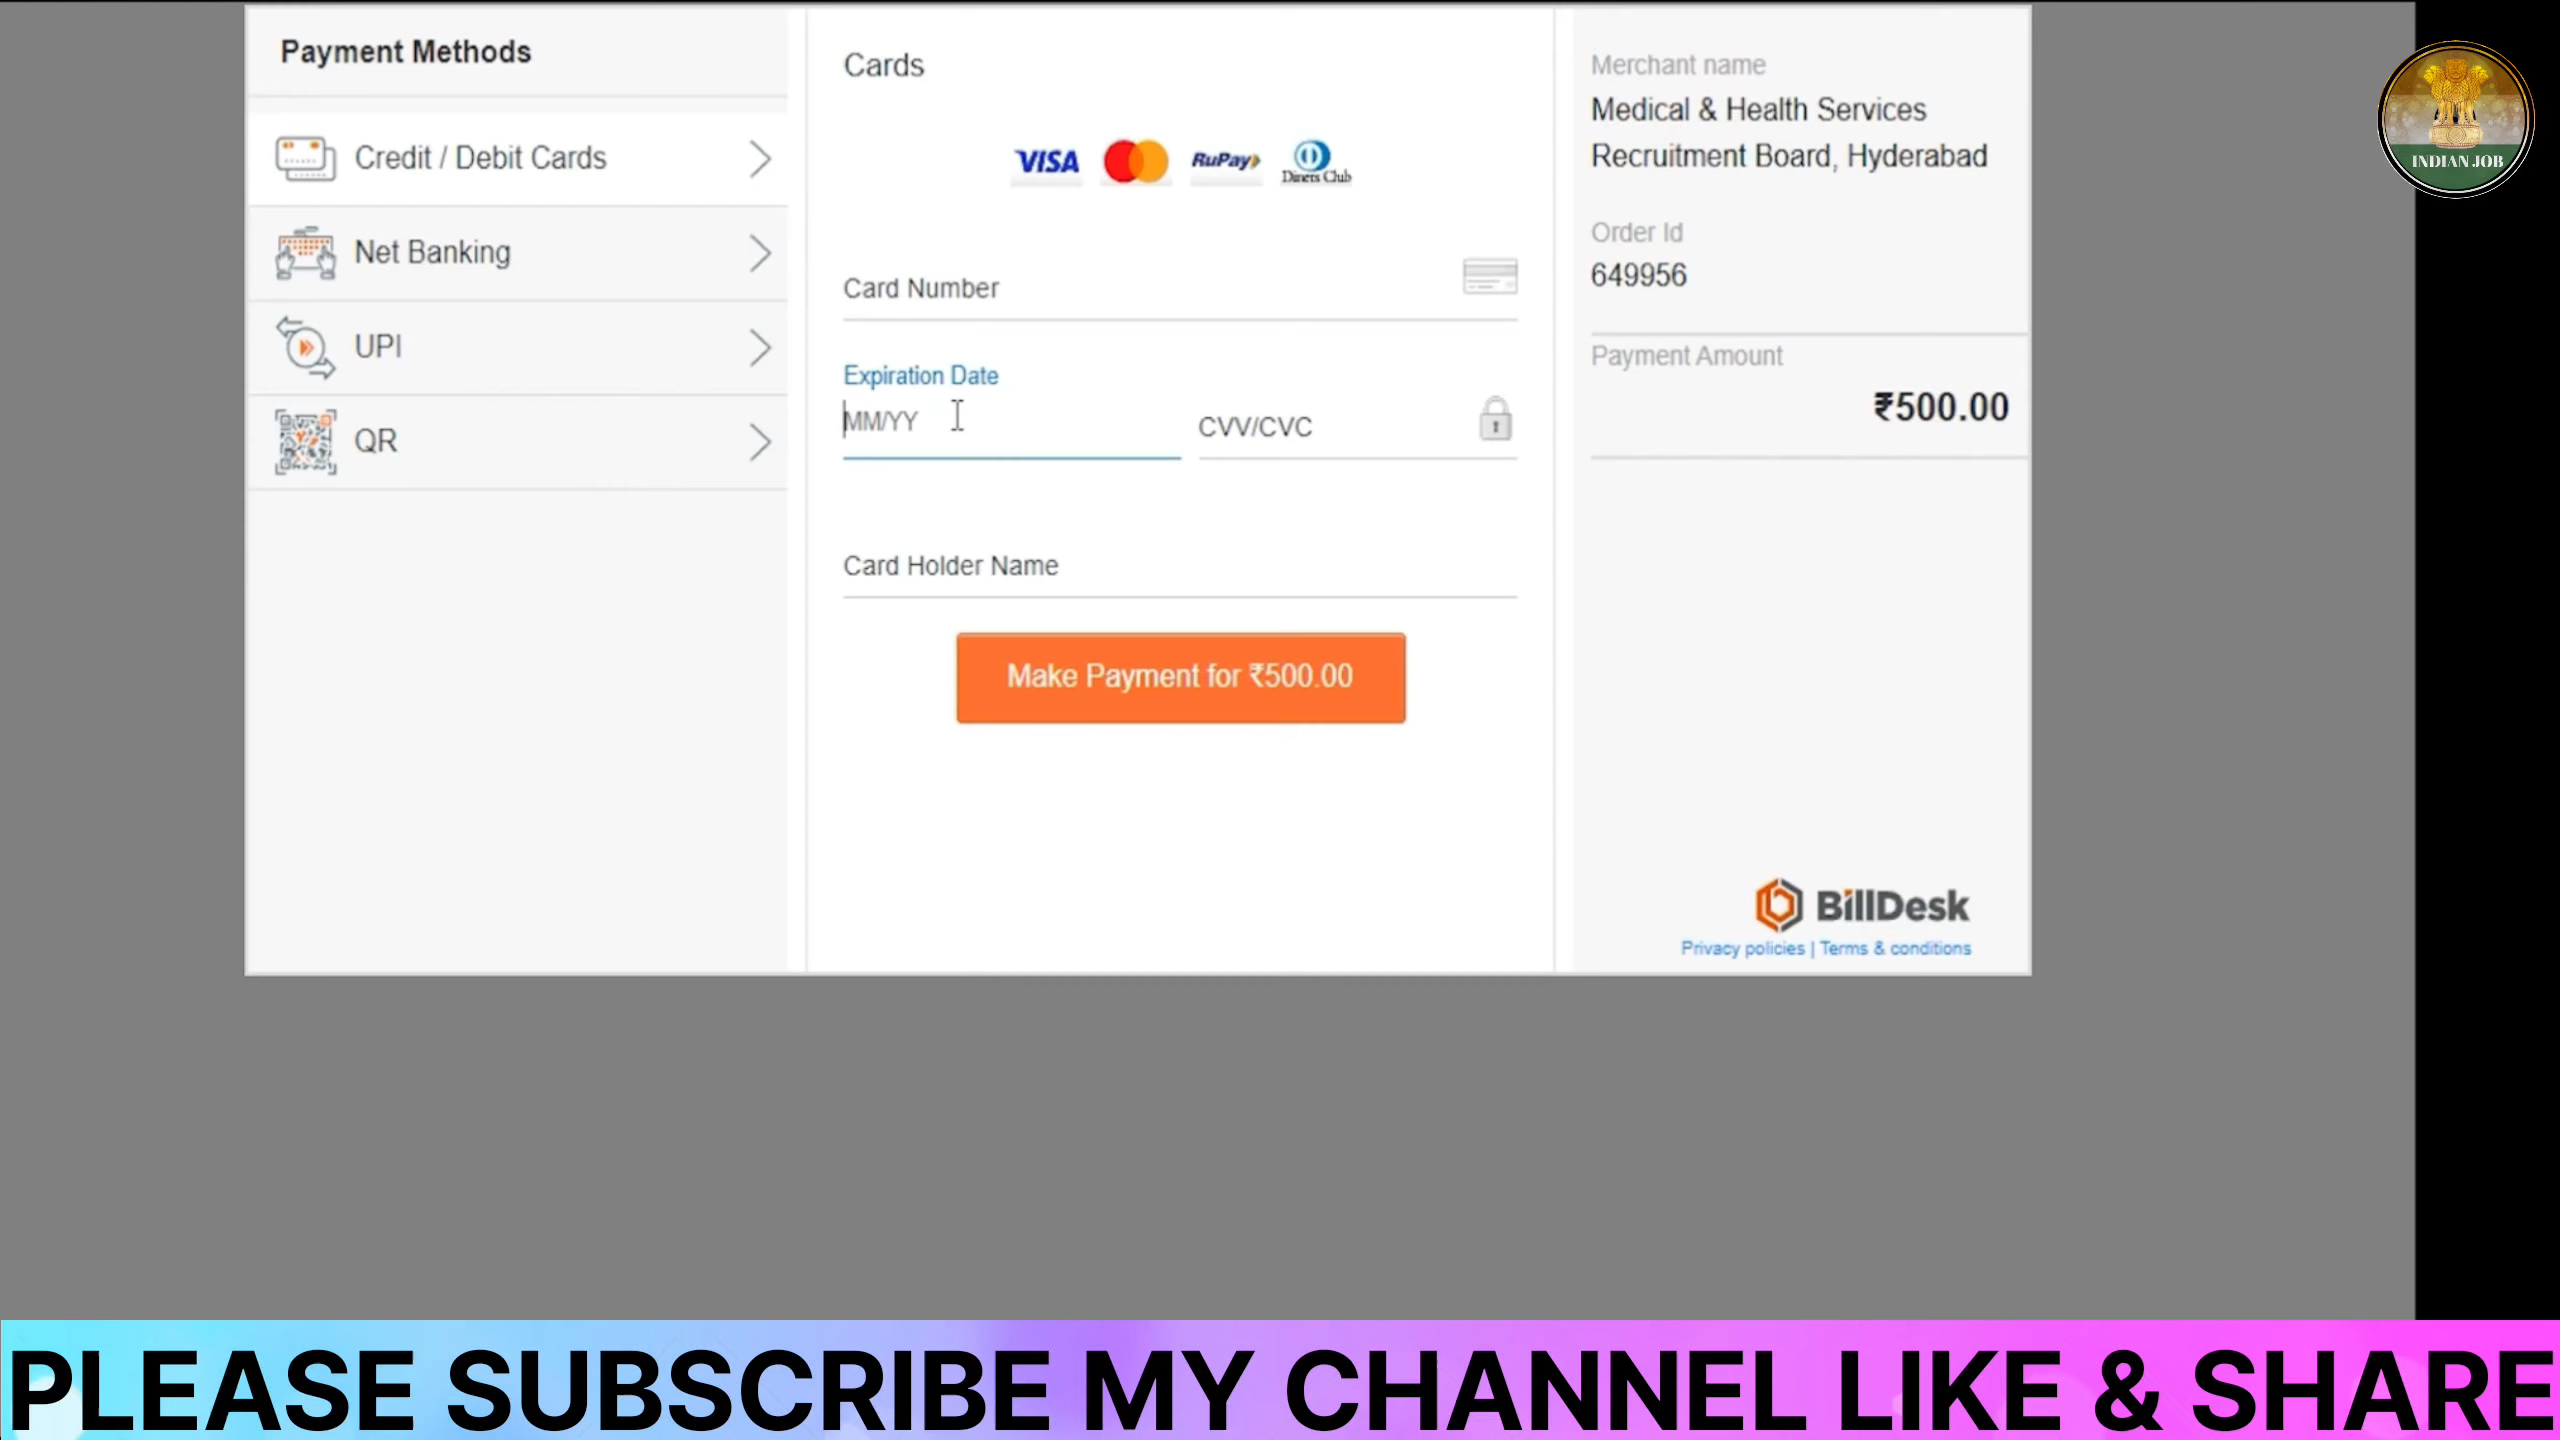 Payment Methods
Credit / Debit Cards
Net Banking
UPI
QR
Cards
VISA
RuPay
Diners Club
Card Number
Expiration Date
MM/YY
CVV/CVC
Card Holder Name
Make Payment for ₹500.00
Merchant name
Medical & Health Services
Recruitment Board, Hyderabad
Order Id
649956
Payment Amount
₹500.00
BillDesk
Privacy policies | Terms & conditions
INDIAN JOB
PLEASE SUBSCRIBE MY CHANNEL LIKE & SHARE